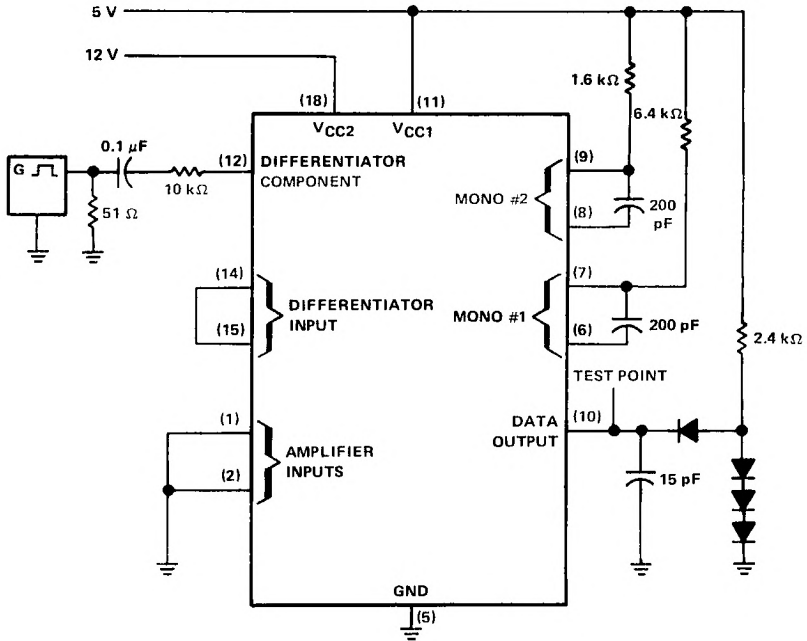 5 V
12 V
(18)
(11)
VCC2
VCC1
1.6 kΩ
6.4 kΩ
0.1 μF
(12)
DIFFERENTIATOR
COMPONENT
G
10 kΩ
51 Ω
(9)
MONO #2
(8)
200
pF
(14)
DIFFERENTIATOR
INPUT
(15)
(7)
MONO #1
(6)
200 pF
2.4 kΩ
TEST POINT
DATA
OUTPUT
(10)
(1)
AMPLIFIER
INPUTS
(2)
15 pF
GND
(5)